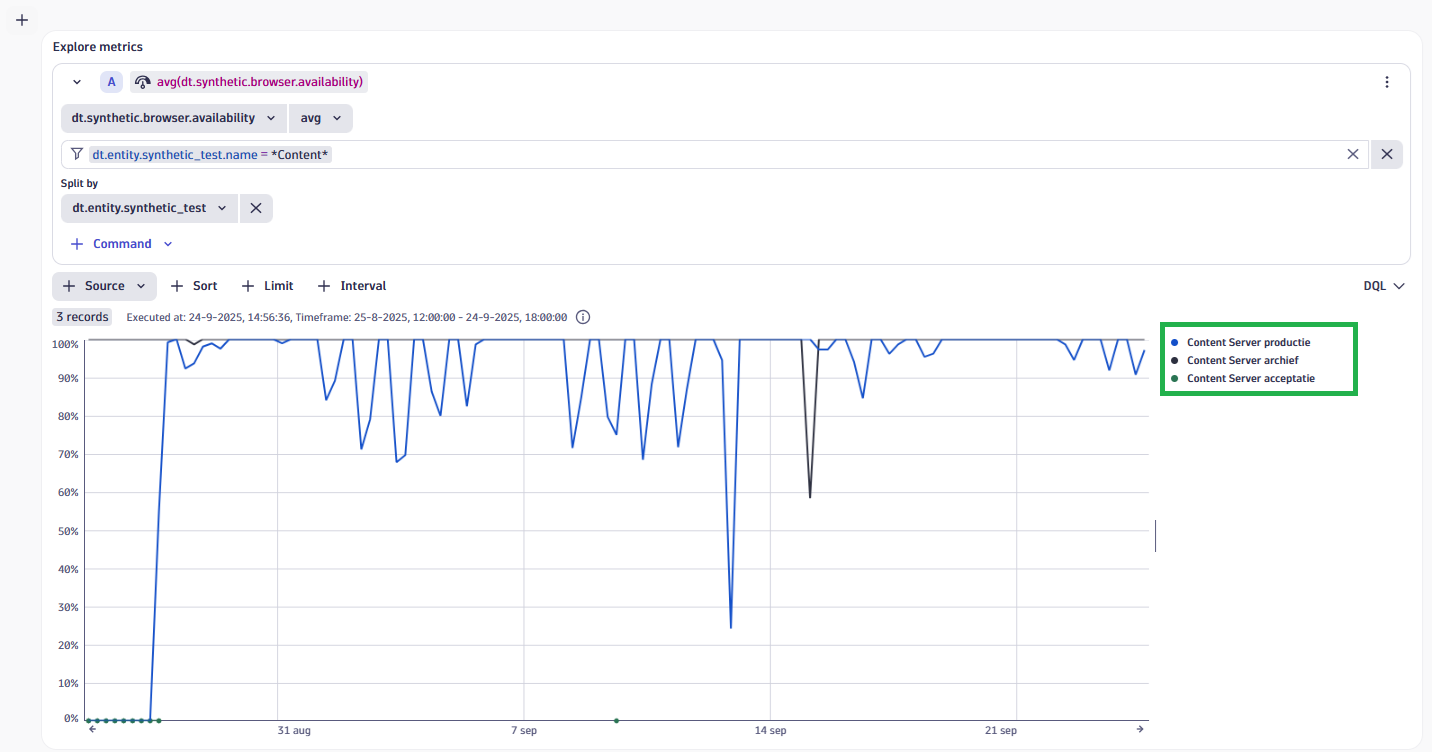 Explore metrics
A avg(dt.synthetic.browser.availability)
dt.synthetic.browser.availability avg
dt.entity.synthetic_test.name = *Content*
Split by
dt.entity.synthetic_test
Command
Source Sort Limit Interval DQL
3 records Executed at: 24-9-2025, 14:56:36, Timeframe: 25-8-2025, 12:00:00 - 24-9-2025, 18:00:00
100%
90%
80%
70%
60%
50%
40%
30%
20%
10%
0%
31 aug 7 sep 14 sep 21 sep
Content Server productie
Content Server archief
Content Server acceptatie